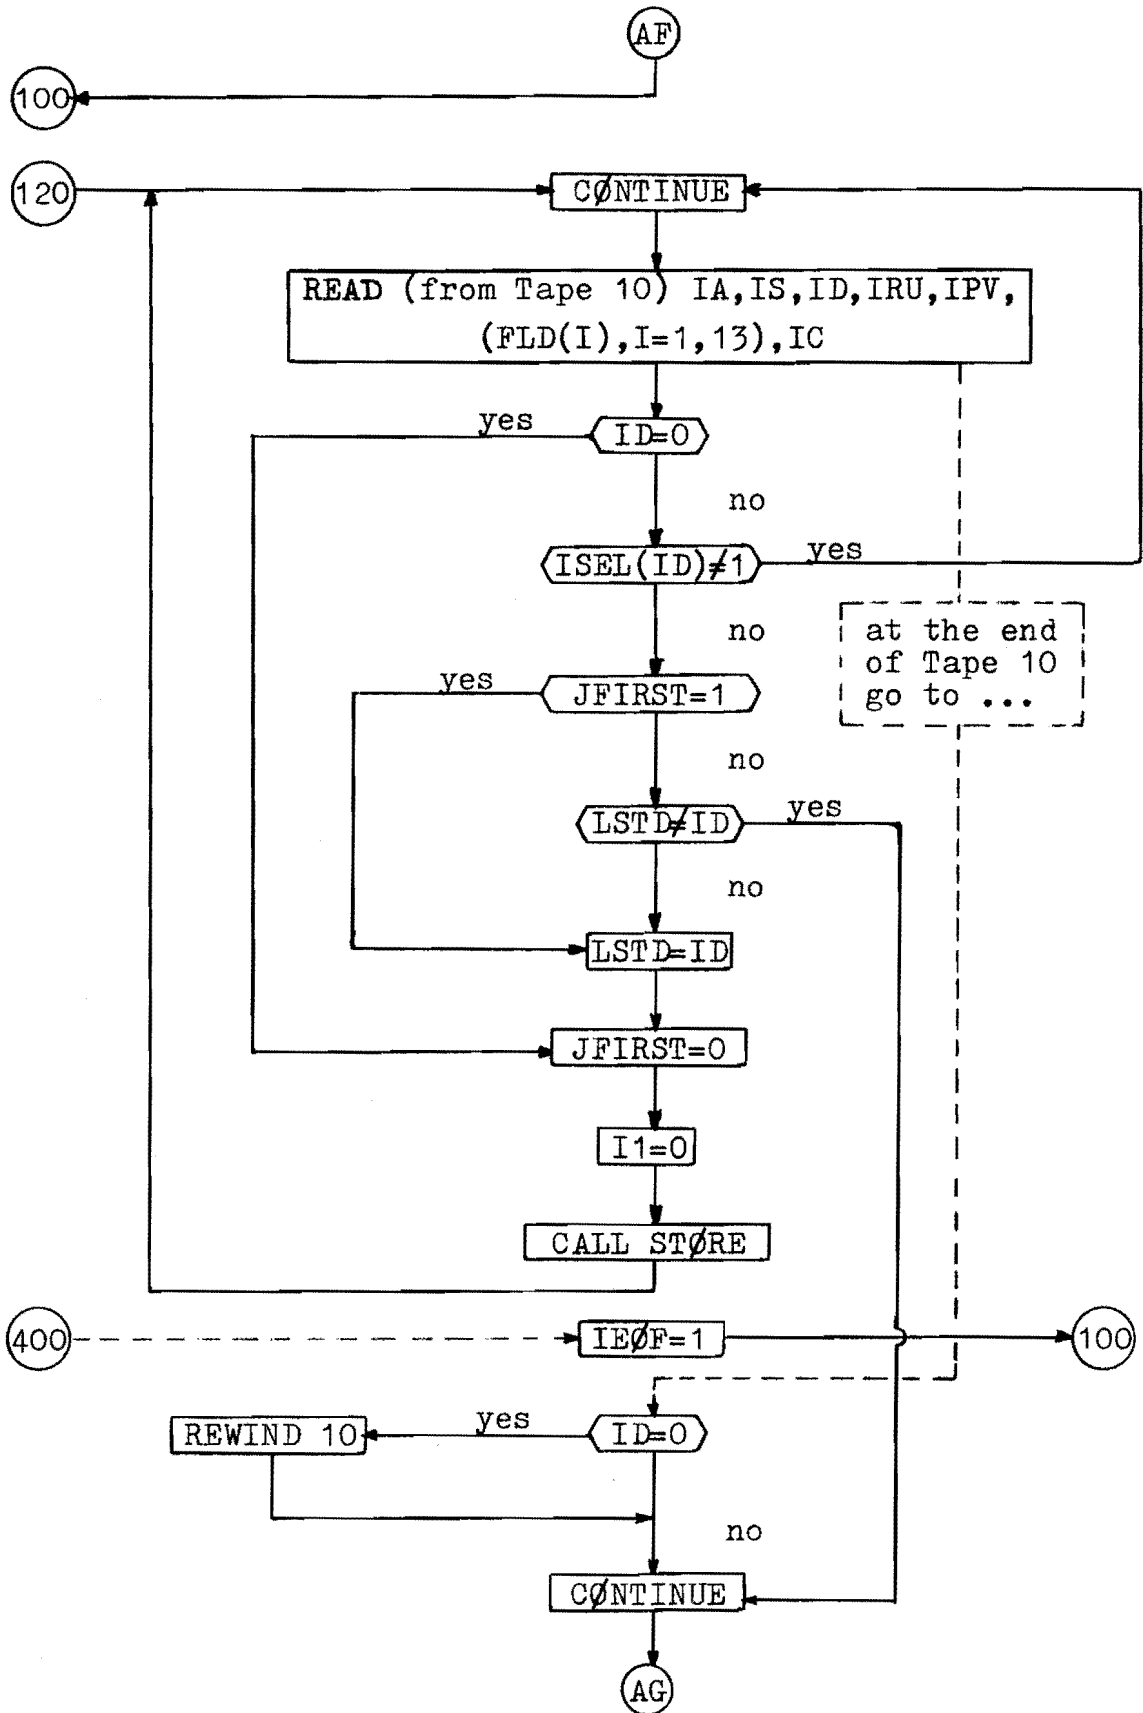 AF
100
120
CØNTINUE
READ (from Tape 10) IA,IS,ID,IRU,IPV,
(FLD(I),I=1,13),IC
yes
ID=0
no
ISEL(ID)≠1
yes
no
at the end
of Tape 10
go to ...
yes
JFIRST=1
no
LSTD≠ID
yes
no
LSTD=ID
JFIRST=0
I1=0
CALL STØRE
400
IEØF=1
100
REWIND 10
yes
ID=0
no
CØNTINUE
AG